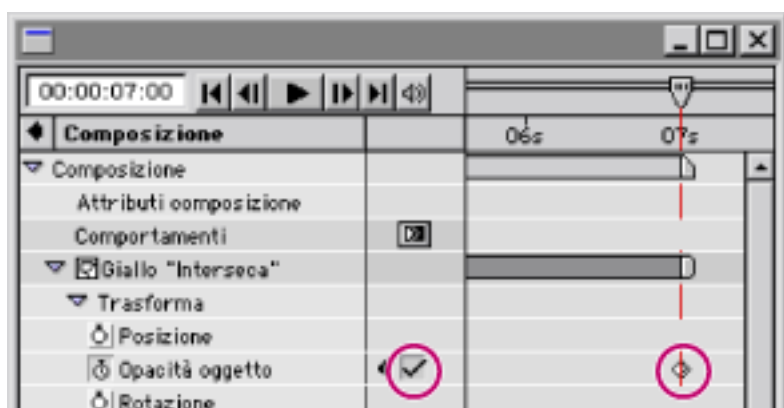 00:00:07:00
Composizione
06s
07s
Composizione
Attributi composizione
Comportamenti
Giallo "Interseca"
Trasforma
Posizione
Opacità oggetto
Rotazione